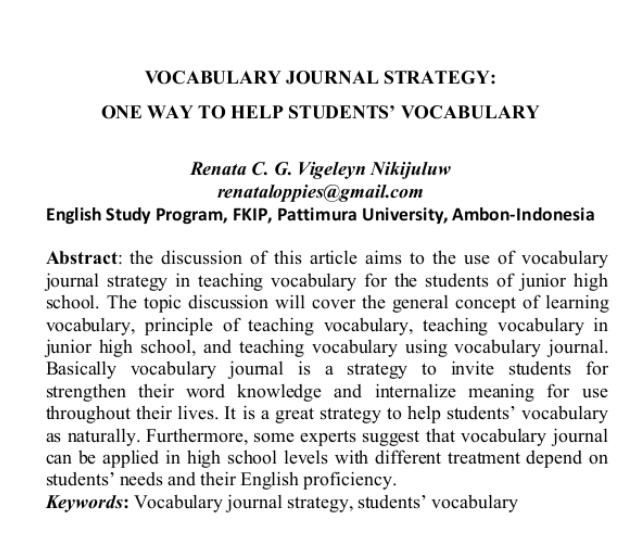 VOCABULARY JOURNAL STRATEGY:
ONE WAY TO HELP STUDENTS’ VOCABULARY
Renata C. G. Vigeleyn Nikijuluw
renataloppies@gmail.com
English Study Program, FKIP, Pattimura University, Ambon-Indonesia
Abstract: the discussion of this article aims to the use of vocabulary
journal strategy in teaching vocabulary for the students of junior high
school. The topic discussion will cover the general concept of learning
vocabulary, principle of teaching vocabulary, teaching vocabulary in
junior high school, and teaching vocabulary using vocabulary journal.
Basically vocabulary journal is a strategy to invite students for
strengthen their word knowledge and internalize meaning for use
throughout their lives. It is a great strategy to help students’ vocabulary
as naturally. Furthermore, some experts suggest that vocabulary journal
can be applied in high school levels with different treatment depend on
students’ needs and their English proficiency.
Keywords: Vocabulary journal strategy, students’ vocabulary